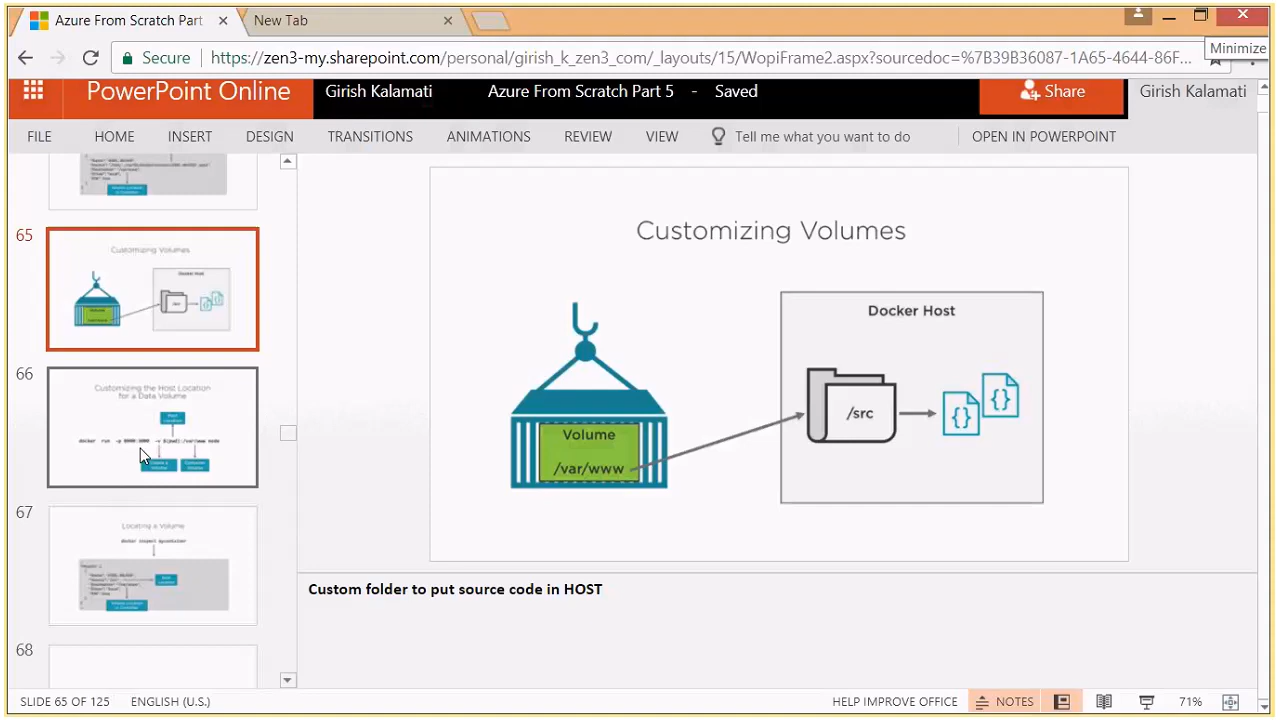 Azure From Scratch Part
New Tab
Secure
https://zen3-my.sharepoint.com/personal/girish_k_zen3_com/_layouts/15/WopiFrame2.aspx?sourcedoc=%7B39B36087-1A65-4644-86F...
Minimize
PowerPoint Online
Girish Kalamati
Azure From Scratch Part 5 - Saved
Share
Girish Kalamati
FILE HOME INSERT DESIGN TRANSITIONS ANIMATIONS REVIEW VIEW
Tell me what you want to do
OPEN IN POWERPOINT
65
Customizing Volumes
Docker Host
66
Customizing the Host Location
for a Data Volume
67
Locating a Volume
docker inspect mycontainer
68
Customizing Volumes
Docker Host
Volume
/var/www
/src
{}
{}
Custom folder to put source code in HOST
SLIDE 65 OF 125
ENGLISH (U.S.)
HELP IMPROVE OFFICE
NOTES
71%